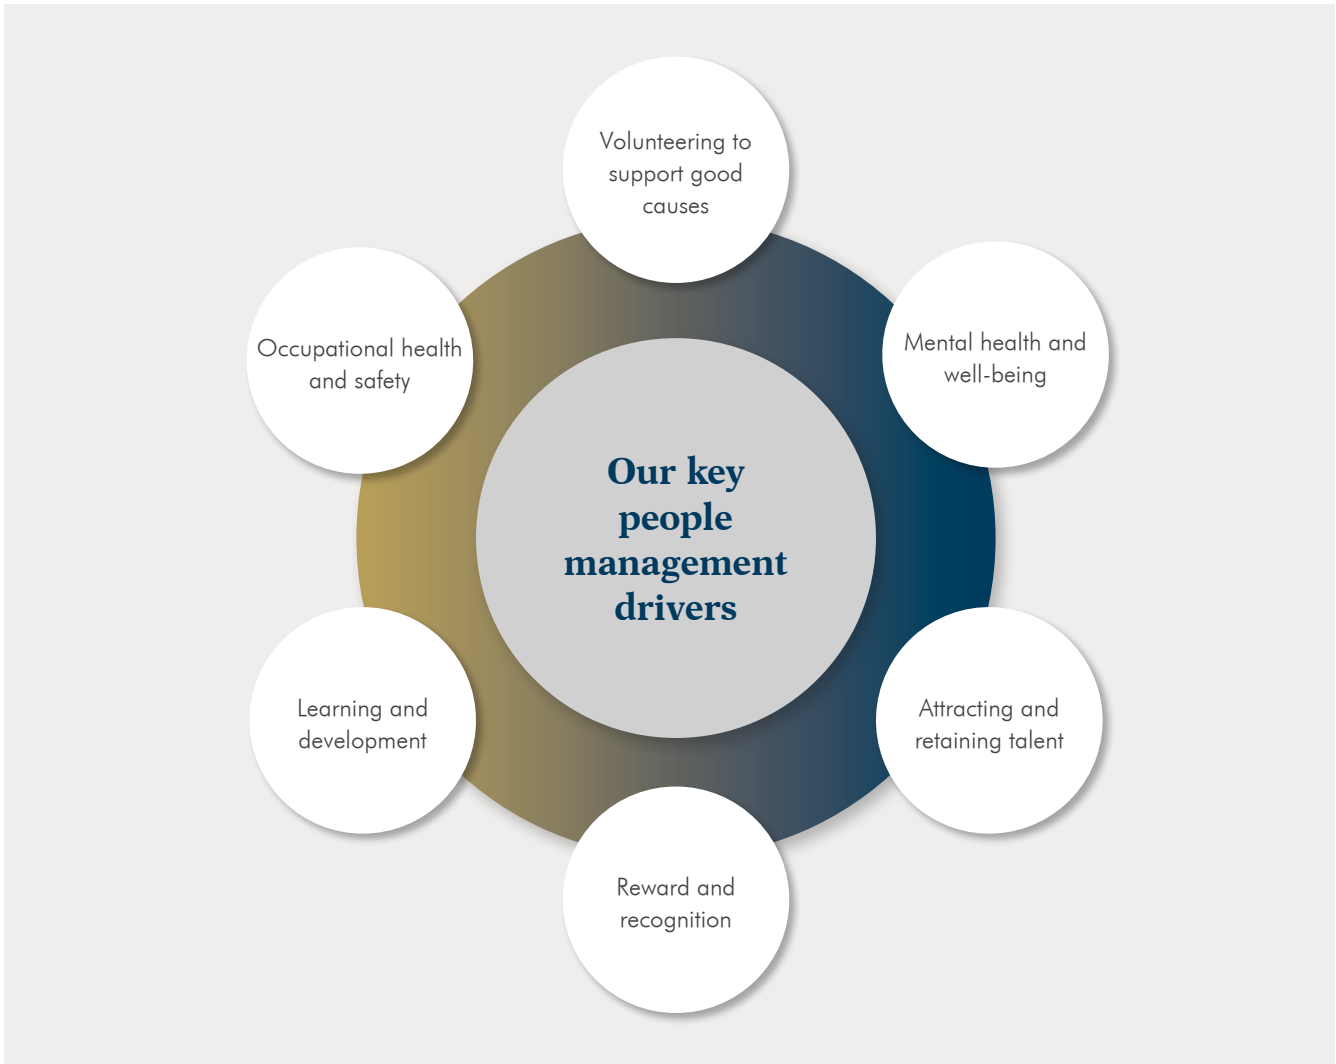 Volunteering to
support good
causes
Occupational health
and safety
Mental health and
well-being
Our key
people
management
drivers
Learning and
development
Attracting and
retaining talent
Reward and
recognition